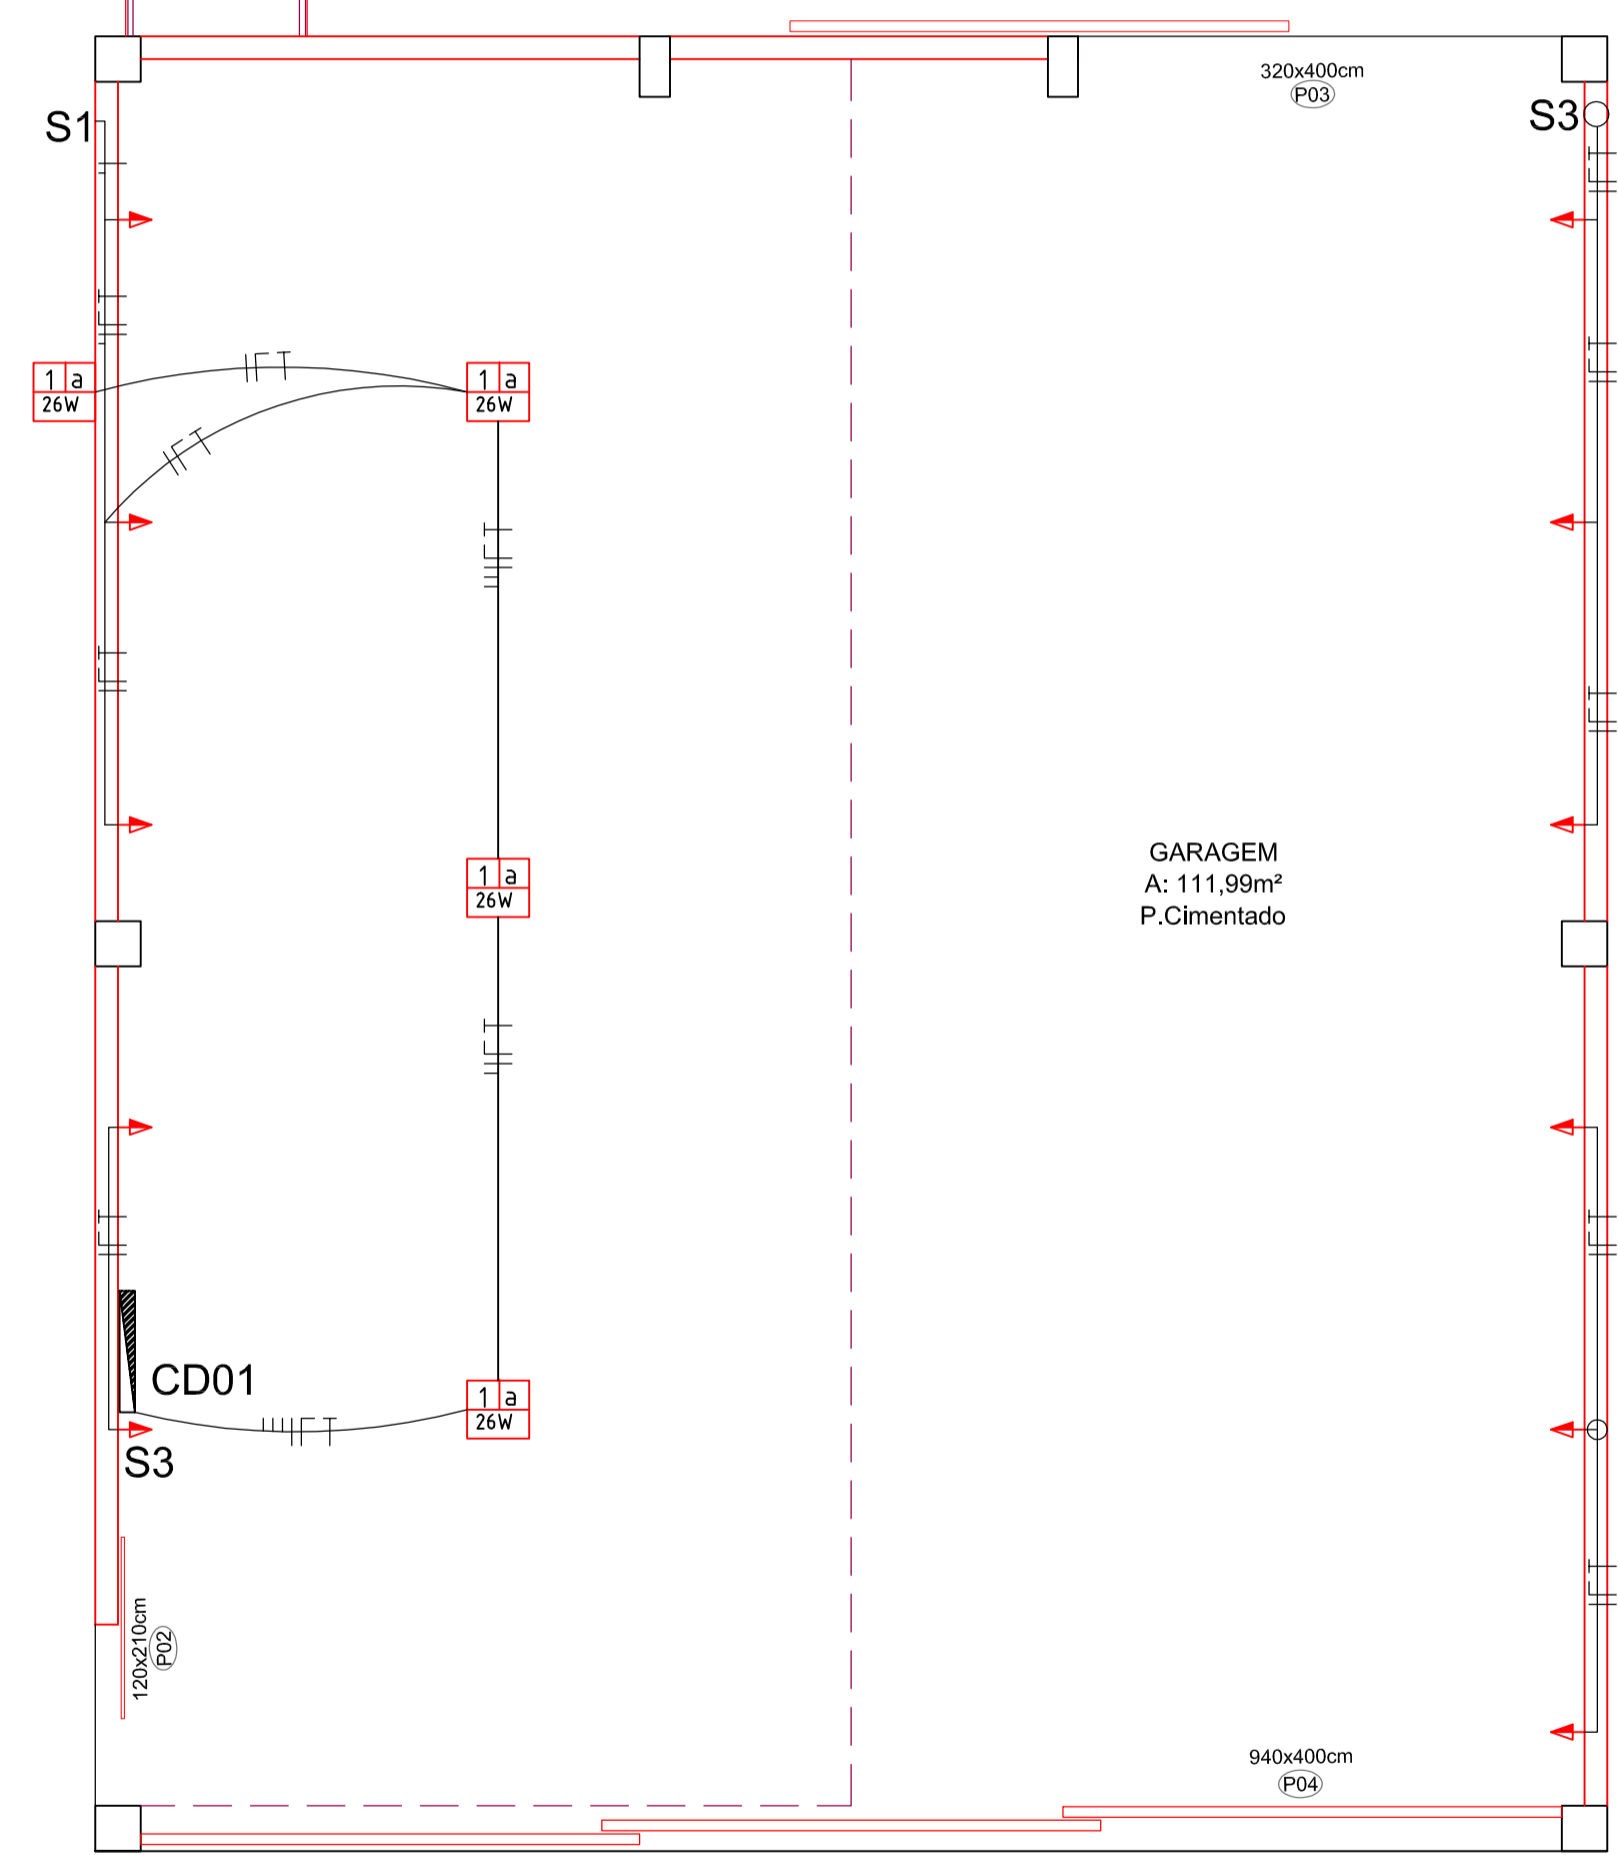 320x400cm
P03
S1
S3
1 a
26W
1 a
26W
GARAGEM
A: 111,99m²
P.Cimentado
1 a
26W
CD01
1 a
26W
S3
120x210cm
P02
940x400cm
P04